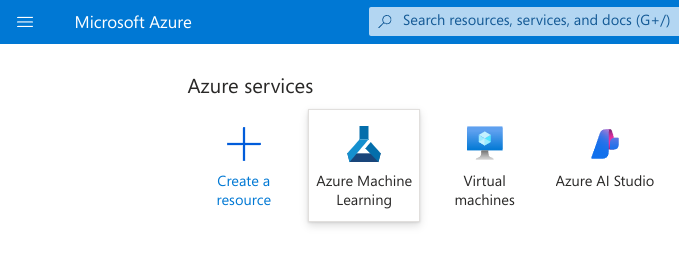 Microsoft Azure
Search resources, services, and docs (G+/)
Azure services
Create a
resource
Azure Machine
Learning
Virtual
machines
Azure AI Studio